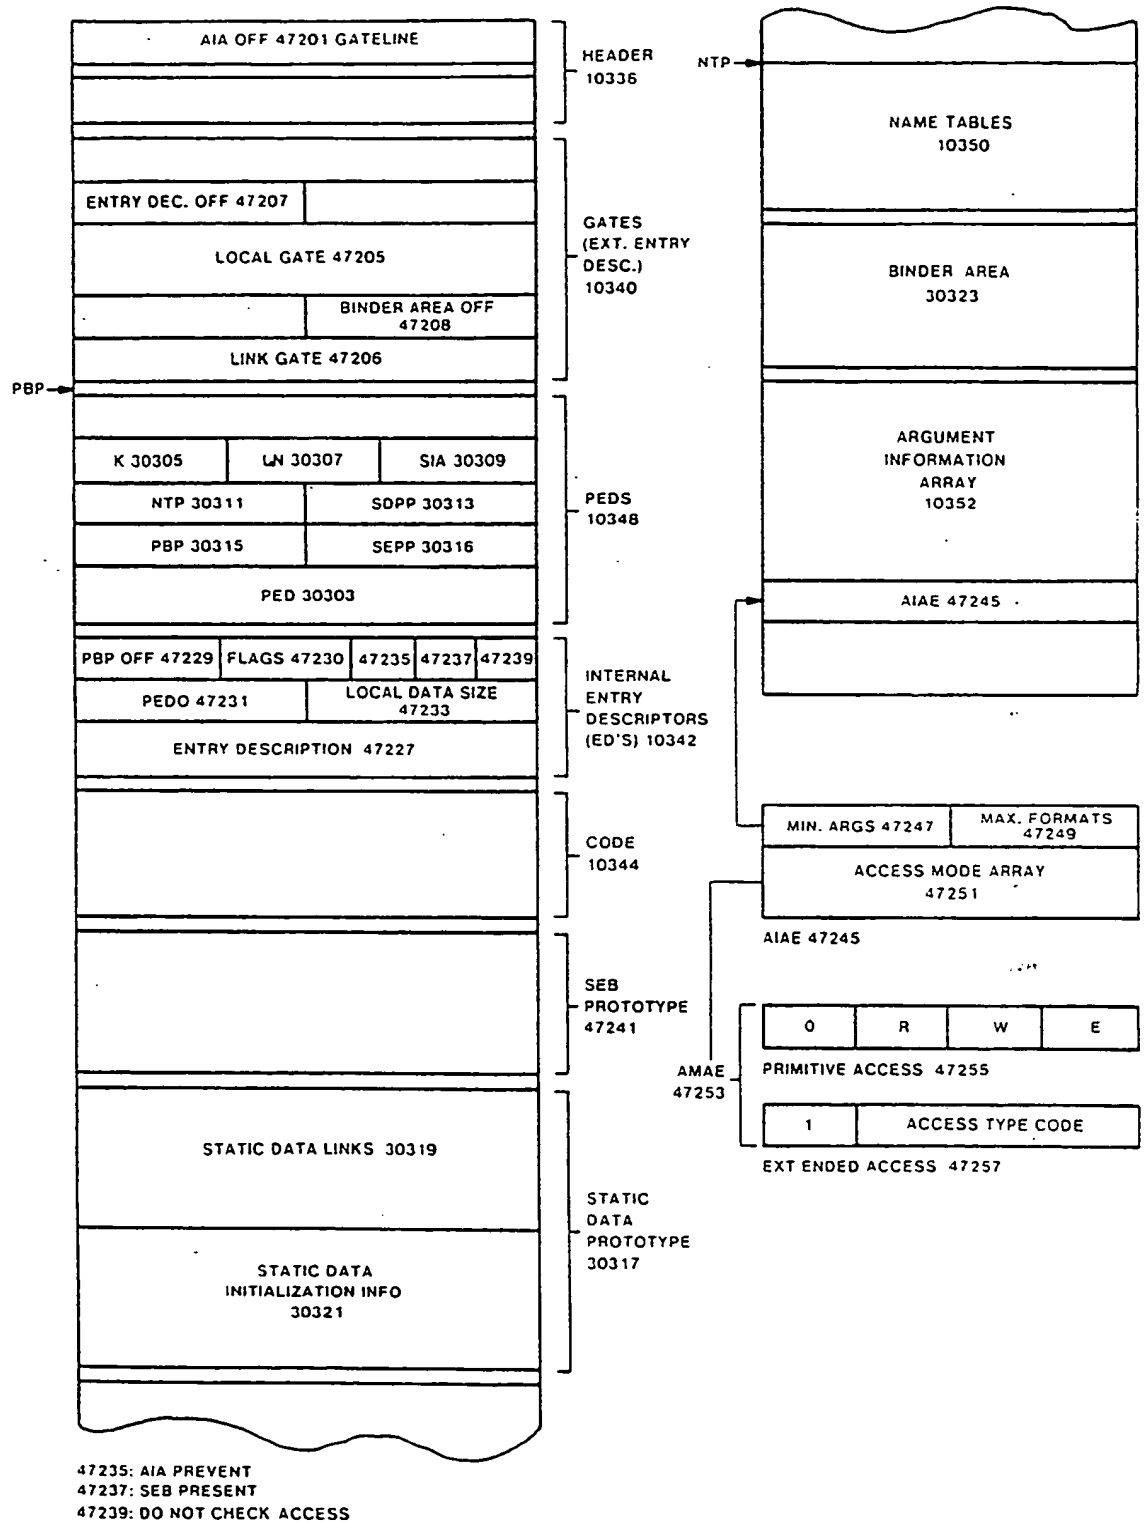 AIA OFF 47201 GATELINE
HEADER
10336
ENTRY DEC. OFF 47207
LOCAL GATE 47205
BINDER AREA OFF
47208
LINK GATE 47206
GATES
(EXT. ENTRY
DESC.)
10340
PBP
K 30305
LN 30307
SIA 30309
NTP 30311
SDPP 30313
PBP 30315
SEPP 30316
PED 30303
PEDS
10348
PBP OFF 47229
FLAGS 47230
47235
47237
47239
PEDO 47231
LOCAL DATA SIZE
47233
ENTRY DESCRIPTION 47227
INTERNAL
ENTRY
DESCRIPTORS
(ED'S) 10342
CODE
10344
SEB
PROTOTYPE
47241
STATIC DATA LINKS 30319
STATIC DATA
INITIALIZATION INFO
30321
STATIC
DATA
PROTOTYPE
30317
47235: AIA PREVENT
47237: SEB PRESENT
47239: DO NOT CHECK ACCESS
NTP
NAME TABLES
10350
BINDER AREA
30323
ARGUMENT
INFORMATION
ARRAY
10352
AIAE 47245
MIN. ARGS 47247
MAX. FORMATS
47249
ACCESS MODE ARRAY
47251
AIAE 47245
AMAE
47253
O R W E
PRIMITIVE ACCESS 47255
1 ACCESS TYPE CODE
EXT ENDED ACCESS 47257